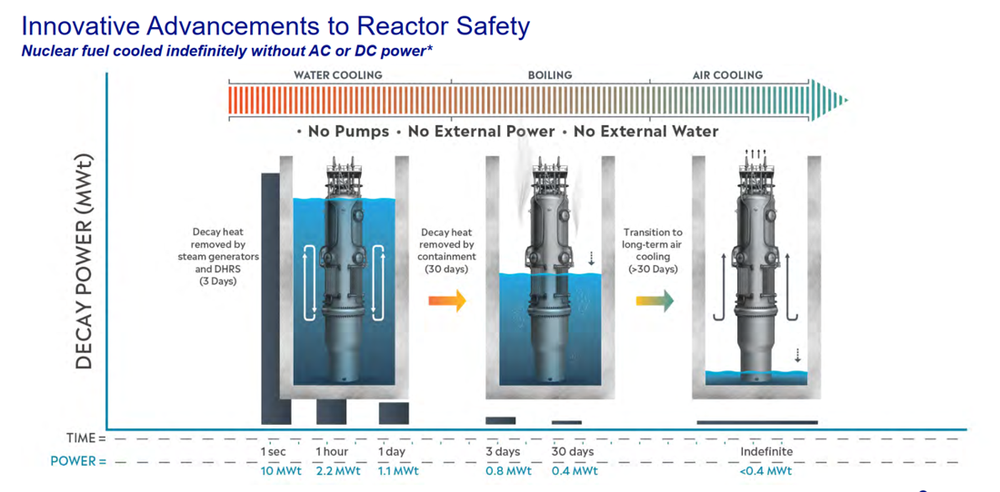 Innovative Advancements to Reactor Safety
Nuclear fuel cooled indefinitely without AC or DC power*
WATER COOLING
BOILING
AIR COOLING
• No Pumps • No External Power • No External Water
DECAY POWER (MWt)
Decay heat
removed by
steam generators
and DHRS
(3 Days)
Decay heat
removed by
containment
(30 days)
Transition to
long-term air
cooling
(>30 Days)
TIME =
1 sec
1 hour
1 day
3 days
30 days
Indefinite
POWER =
10 MWt
2.2 MWt
1.1 MWt
0.8 MWt
0.4 MWt
<0.4 MWt